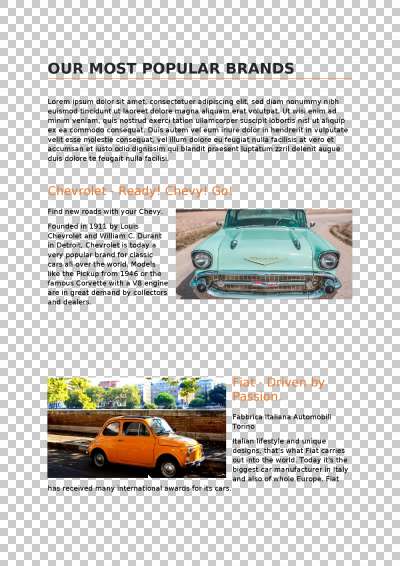 OUR MOST POPULAR BRANDS
Lorem ipsum dolor sit amet, consectetuer adipiscing elit, sed diam nonummy nibh
euismod tincidunt ut laoreet dolore magna aliquam erat volutpat. Ut wisi enim ad
minim veniam, quis nostrud exerci tation ullamcorper suscipit lobortis nisl ut aliquip
ex ea commodo consequat. Duis autem vel eum iriure dolor in hendrerit in vulputate
velit esse molestie consequat, vel illum dolore eu feugiat nulla facilisis at vero et
accumsan et iusto odio dignissim qui blandit praesent luptatum zzril delenit augue
duis dolore te feugait nulla facilisi.
Chevrolet - Ready! Chevy! Go!
Find new roads with your Chevy.
Founded in 1911 by Louis
Chevrolet and William C. Durant
in Detroit, Chevrolet is today a
very popular brand for classic
cars all over the world. Models
like the Pickup from 1946 or the
famous Corvette with a V8 engine
are in great demand by collectors
and dealers.
Fiat - Driven by
Passion
Fabbrica Italiana Automobili
Torino
Italian lifestyle and unique
designs, that's what Fiat carries
out into the world. Today it's the
biggest car manufacturer in Italy
and also of whole Europe. Fiat
has received many international awards for its cars.